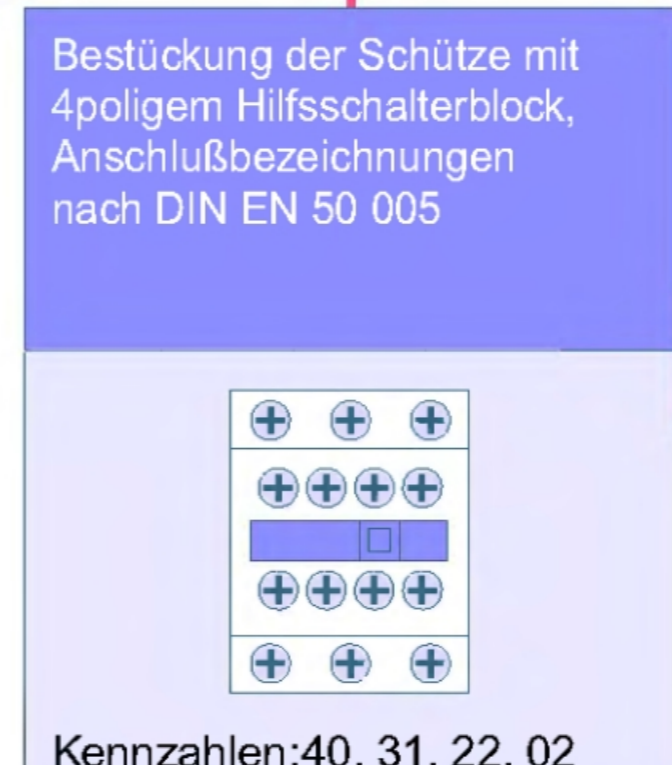 Bestückung der Schütze mit
4poligem Hilfsschalterblock,
Anschlußbezeichnungen
nach DIN EN 50 005
Kennzahlen:40, 31, 22, 02